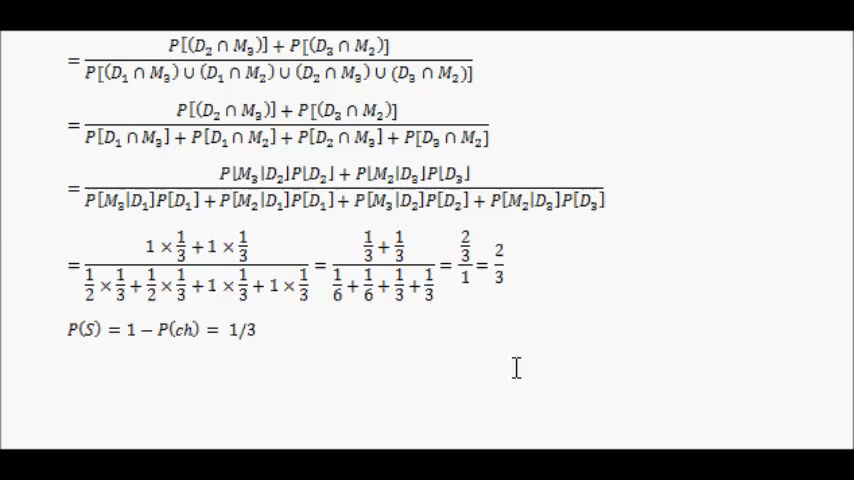 = P[(D₂ ∩ M₃)] + P[(D₃ ∩ M₂)] / P[(D₁ ∩ M₃) ∪ (D₁ ∩ M₂) ∪ (D₂ ∩ M₃) ∪ (D₃ ∩ M₂)]
= P[(D₂ ∩ M₃)] + P[(D₃ ∩ M₂)] / P[D₁ ∩ M₃] + P[D₁ ∩ M₂] + P[D₂ ∩ M₃] + P[D₃ ∩ M₂]
= P[M₃|D₂]P[D₂] + P[M₂|D₃]P[D₃] / P[M₃|D₁]P[D₁] + P[M₂|D₁]P[D₁] + P[M₃|D₂]P[D₂] + P[M₂|D₃]P[D₃]
= (1 × 1/3 + 1 × 1/3) / (1/2 × 1/3 + 1/2 × 1/3 + 1 × 1/3 + 1 × 1/3) = (1/3 + 1/3) / (1/6 + 1/6 + 1/3 + 1/3) = (2/3) / 1 = 2/3
P(S) = 1 − P(ch) = 1/3